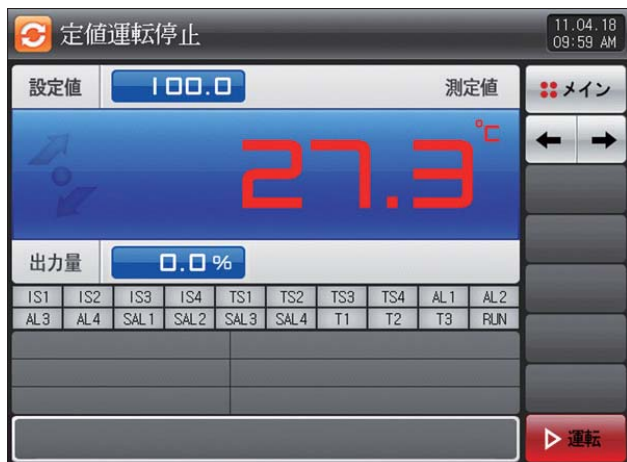 定値運転停止
11.04.18
09:59 AM
設定値 100.0 測定値
メイン
27.3 ℃
出力量 0.0 %
IS1 IS2 IS3 IS4 TS1 TS2 TS3 TS4 AL1 AL2
AL3 AL4 SAL1 SAL2 SAL3 SAL4 T1 T2 T3 RUN
運転